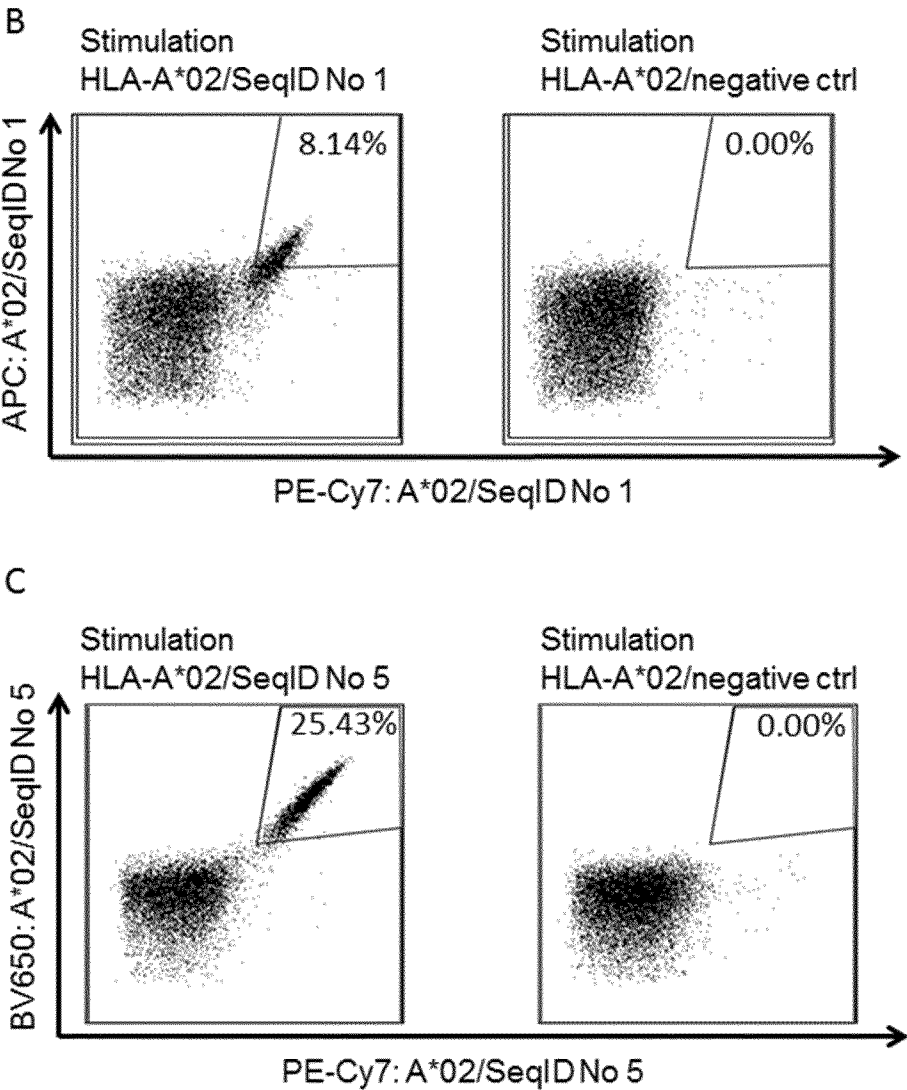 B
Stimulation
HLA-A*02/SeqID No 1
Stimulation
HLA-A*02/negative ctrl
8.14%
0.00%
APC: A*02/SeqID No 1
PE-Cy7: A*02/SeqID No 1
C
Stimulation
HLA-A*02/SeqID No 5
Stimulation
HLA-A*02/negative ctrl
25.43%
0.00%
BV650: A*02/SeqID No 5
PE-Cy7: A*02/SeqID No 5